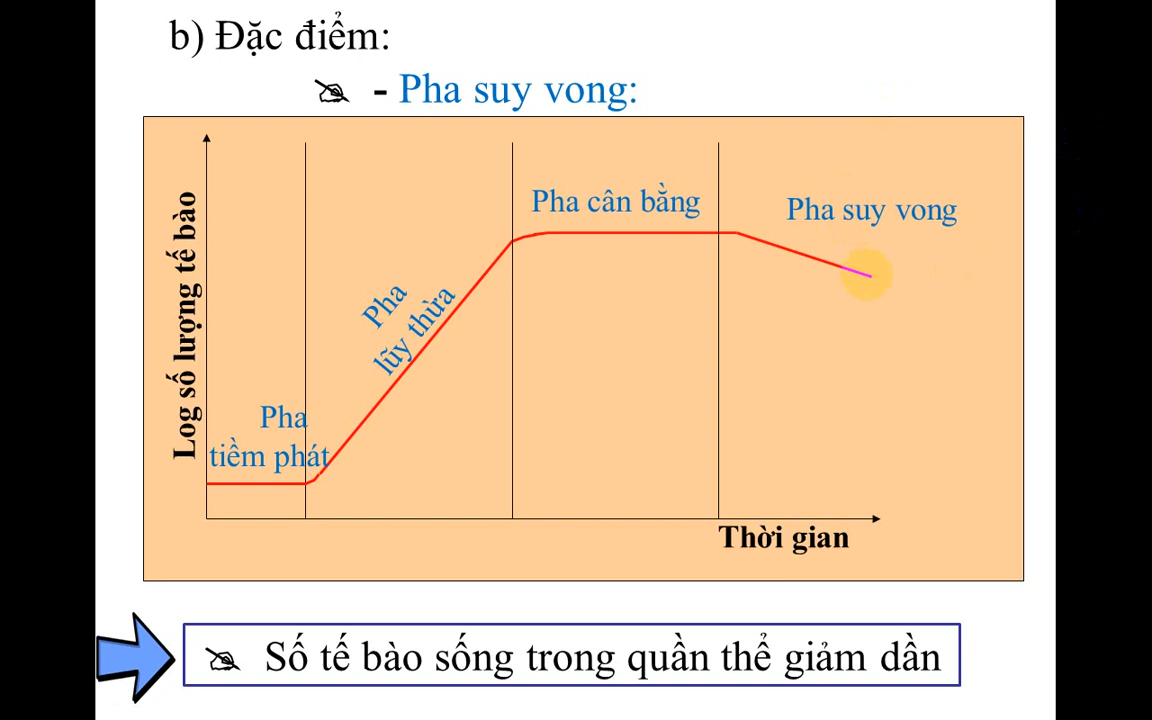 b) Đặc điểm:
- Pha suy vong:
Log số lượng tế bào
Pha
tiềm phát
Pha
lũy thừa
Pha cân bằng
Pha suy vong
Thời gian
Số tế bào sống trong quần thể giảm dần